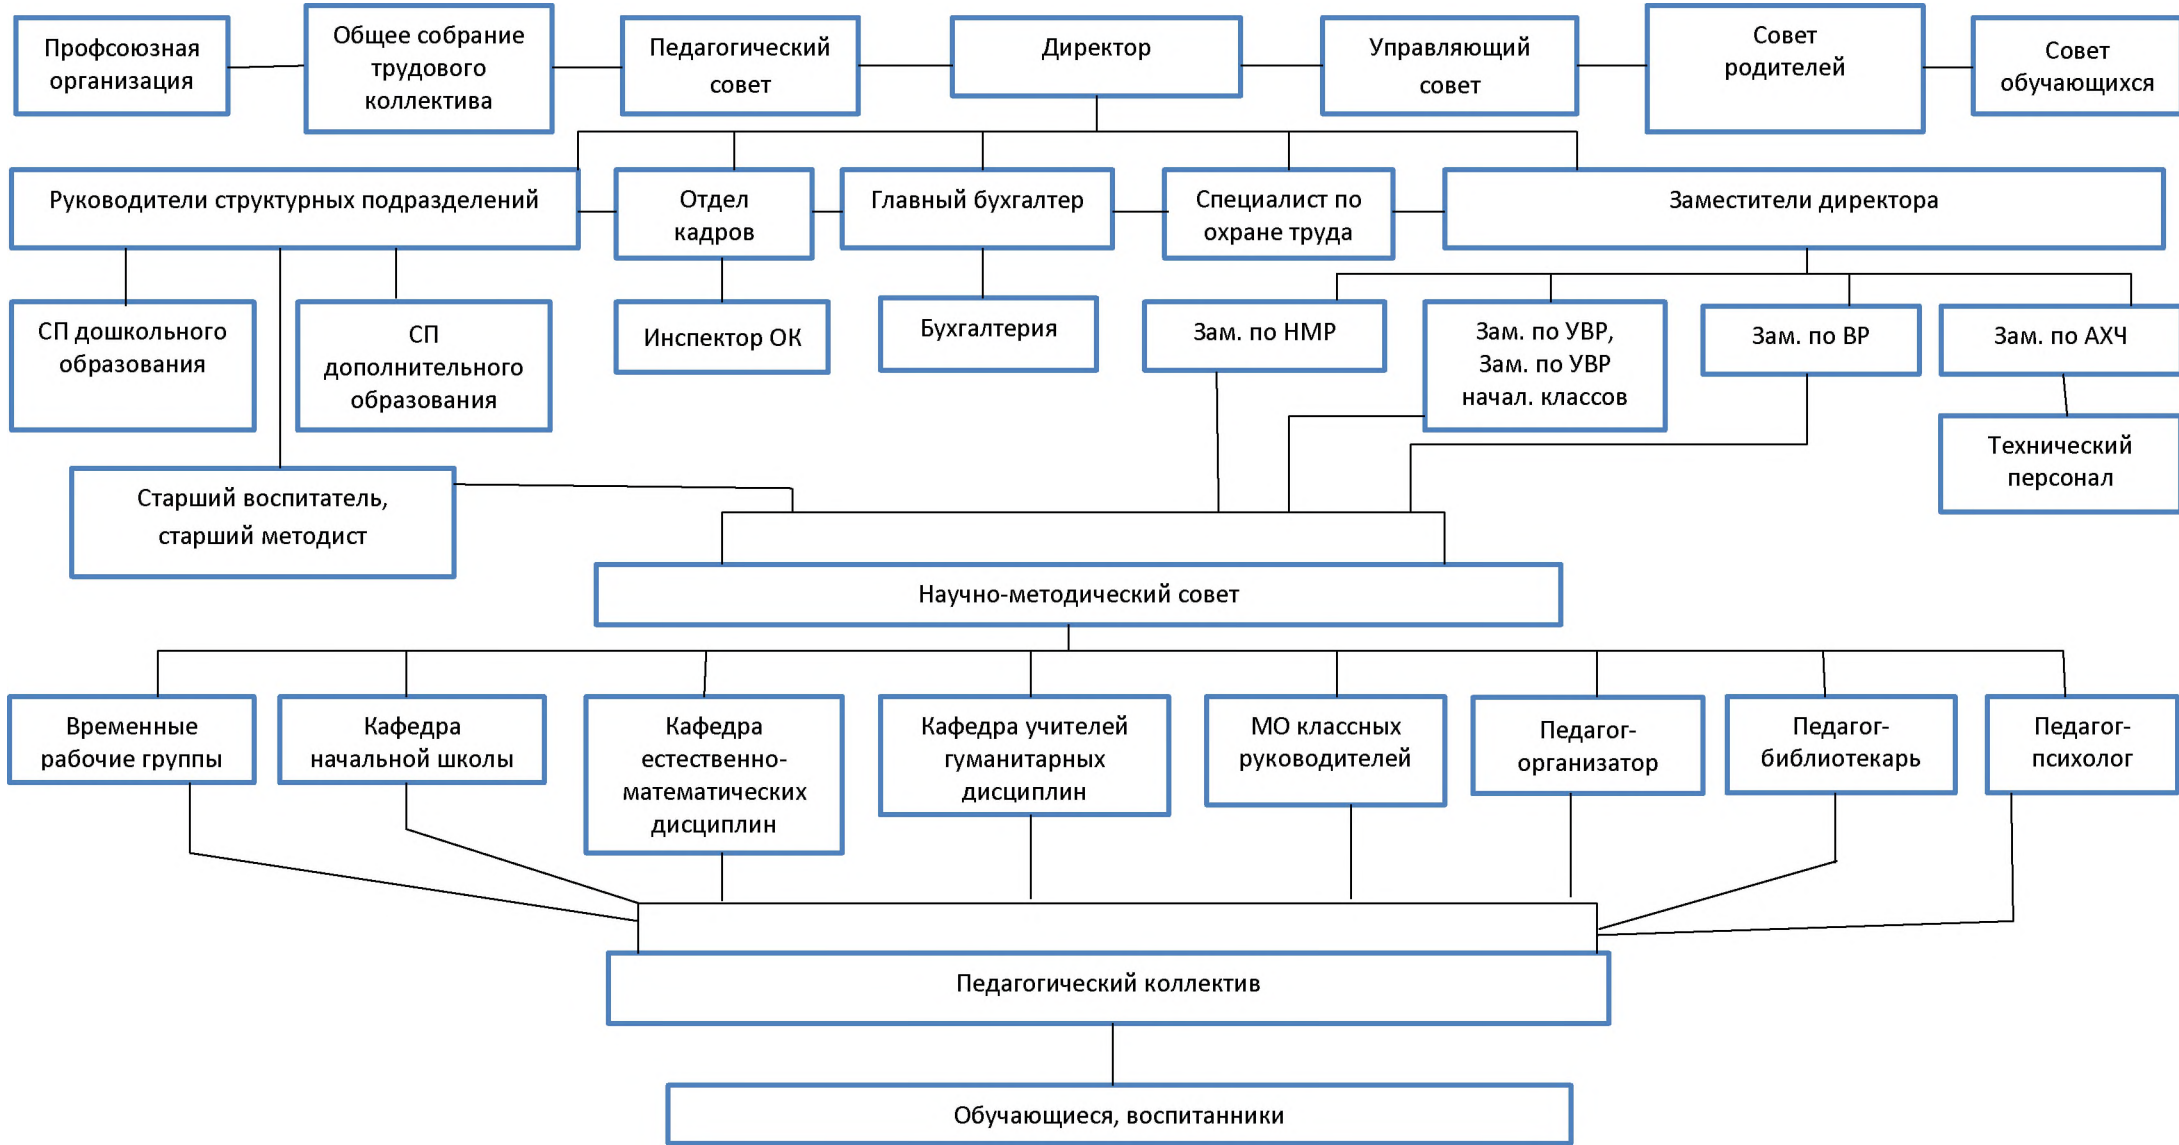 Профсоюзная
организация
Общее собрание
трудового
коллектива
Педагогический
совет
Директор
Управляющий
совет
Совет
родителей
Совет
обучающихся
Руководители структурных подразделений
Отдел
кадров
Главный бухгалтер
Специалист по
охране труда
Заместители директора
СП дошкольного
образования
СП
дополнительного
образования
Инспектор ОК
Бухгалтерия
Зам. по НМР
Зам. по УВР,
Зам. по УВР
начал. классов
Зам. по ВР
Зам. по АХЧ
Технический
персонал
Старший воспитатель,
старший методист
Научно-методический совет
Временные
рабочие группы
Кафедра
начальной школы
Кафедра
естественно-
математических
дисциплин
Кафедра учителей
гуманитарных
дисциплин
МО классных
руководителей
Педагог-
организатор
Педагог-
библиотекарь
Педагог-
психолог
Педагогический коллектив
Обучающиеся, воспитанники